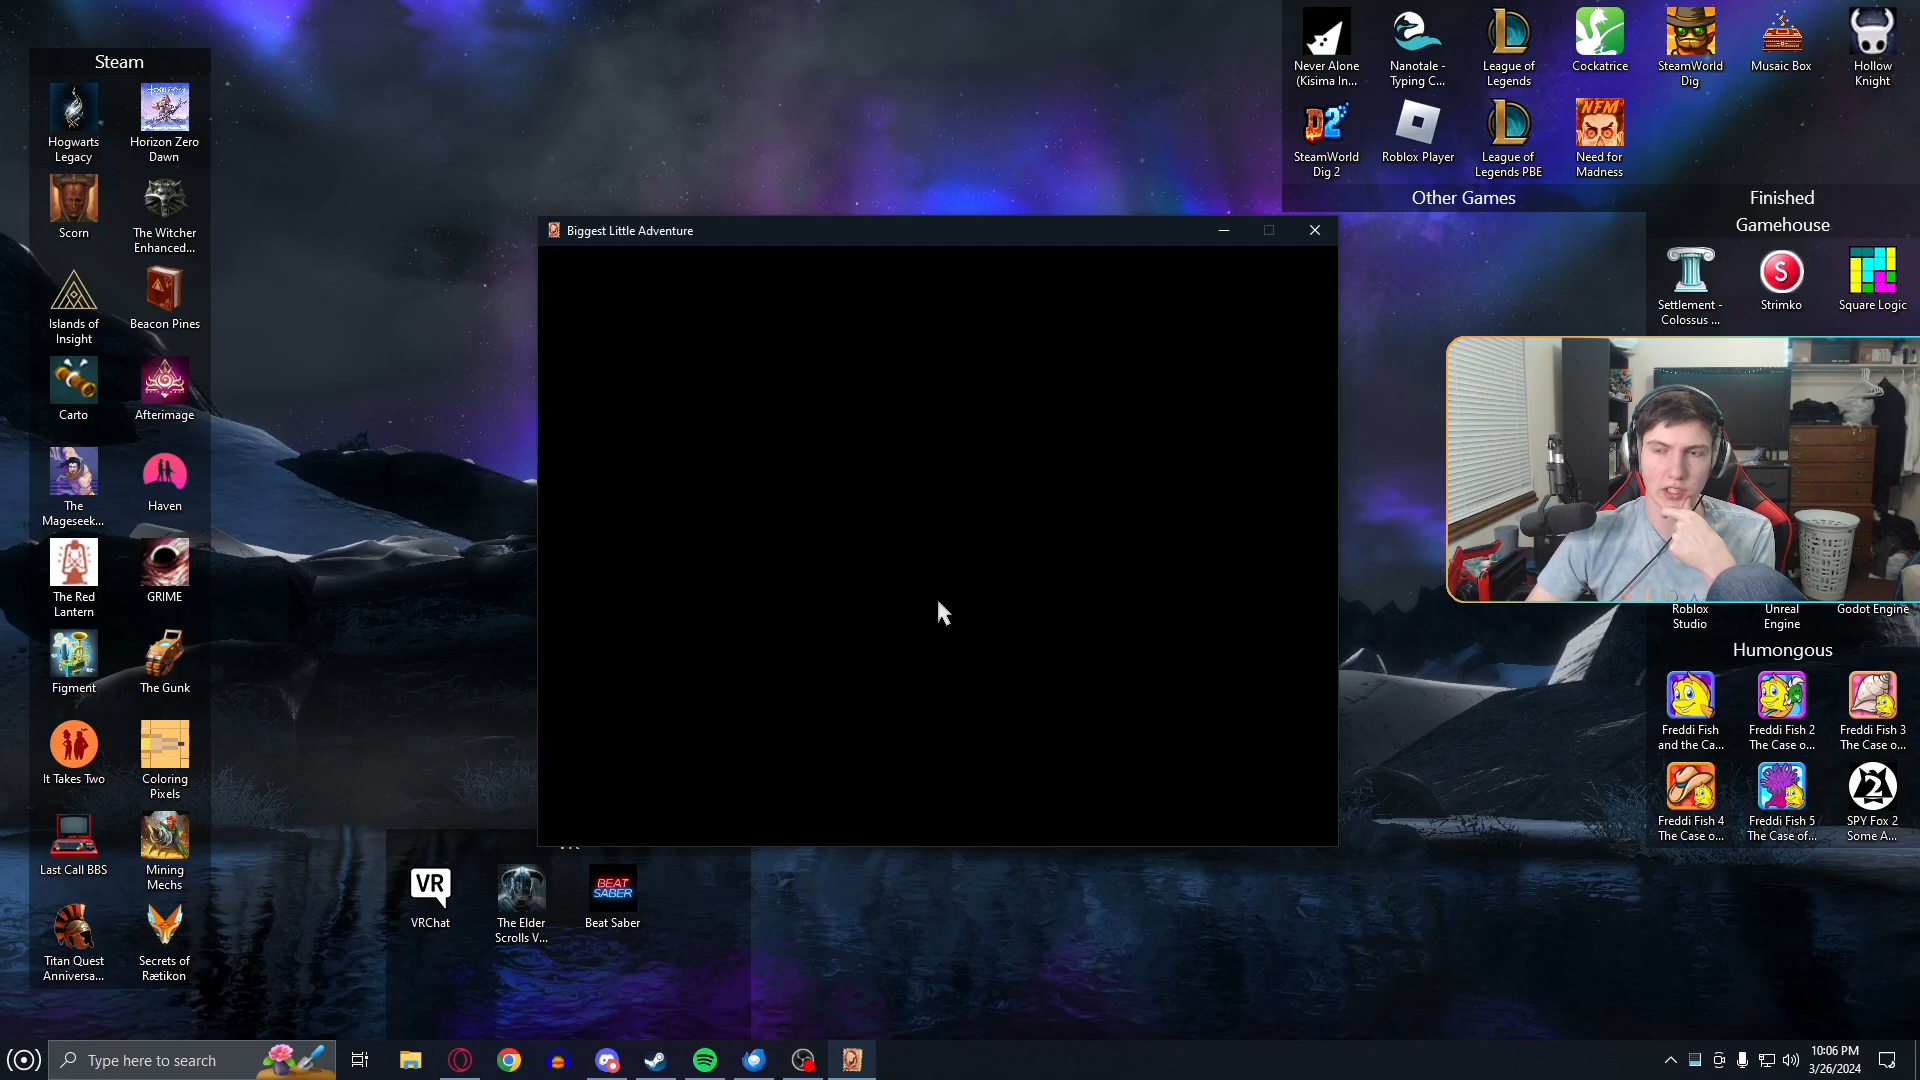 Steam
Hogwarts
Legacy
Horizon Zero
Dawn
Scorn
The Witcher
Enhanced...
Islands of
Insight
Beacon Pines
Carto
Afterimage
The
Mageseek...
Haven
The Red
Lantern
GRIME
Figment
The Gunk
It Takes Two
Coloring
Pixels
Last Call BBS
Mining
Mechs
Titan Quest
Anniversa...
Secrets of
Rætikon
Never Alone
(Kisima In...
Nanotale -
Typing C...
League of
Legends
Cockatrice
SteamWorld
Dig
Musaic Box
Hollow
Knight
D2
SteamWorld
Dig 2
Roblox Player
League of
Legends PBE
NFM
Need for
Madness
Other Games
Finished
Gamehouse
Settlement -
Colossus ...
S
Strimko
Square Logic
Biggest Little Adventure
Roblox
Studio
Unreal
Engine
Godot Engine
Humongous
Freddi Fish
and the Ca...
Freddi Fish 2
The Case o...
Freddi Fish 3
The Case o...
Freddi Fish 4
The Case o...
Freddi Fish 5
The Case of...
2
SPY Fox 2
Some A...
VR
VRChat
The Elder
Scrolls V...
BEAT
SABER
Beat Saber
Type here to search
10:06 PM
3/26/2024